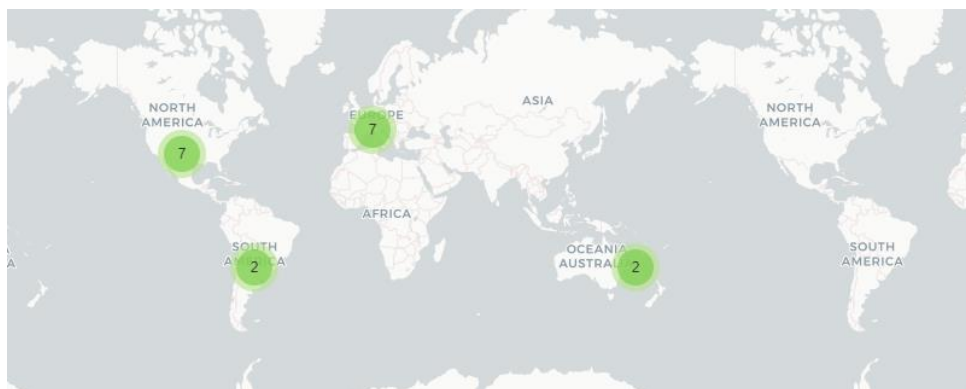 NORTH
AMERICA
7
EUROPE
7
ASIA
NORTH
AMERICA
AFRICA
SOUTH
AMERICA
2
OCEANIA
AUSTRALIA
2
SOUTH
AMERICA
A